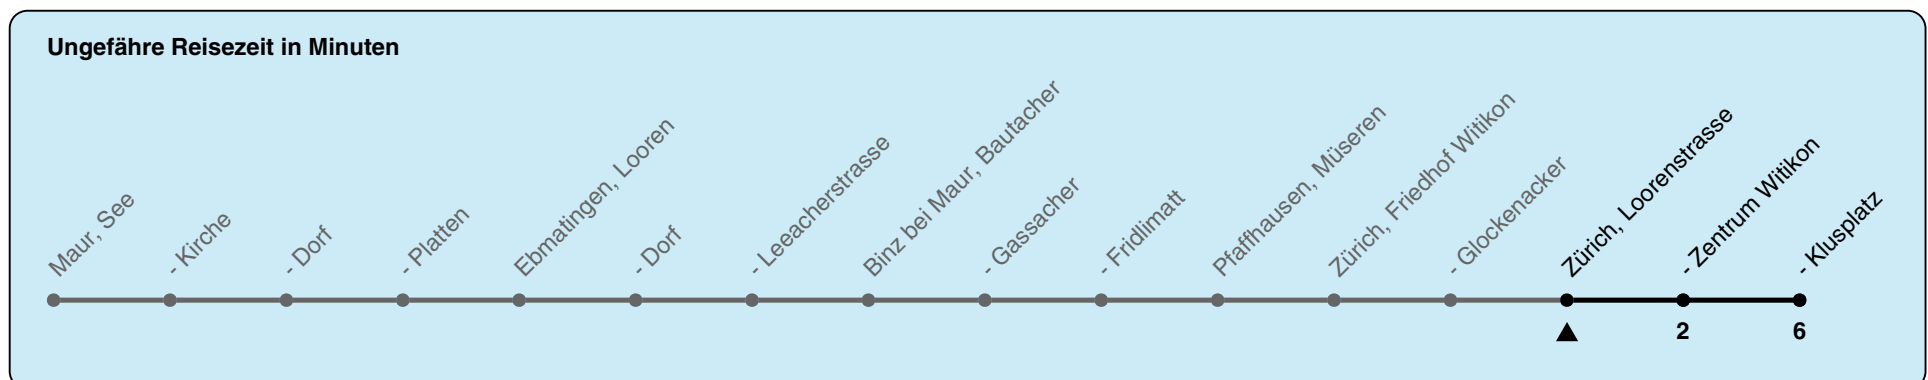 Ungefähre Reisezeit in Minuten
Maur, See
- Kirche
- Dorf
- Platten
Ebmatingen, Looren
- Dorf
- Leeacherstrasse
Binz bei Maur, Bautacher
- Gassacher
- Fridlimatt
Pfaffhausen, Müseren
Zürich, Friedhof Witikon
- Glockenacker
Zürich, Loorenstrasse
- Zentrum Witikon
- Klusplatz
2
6